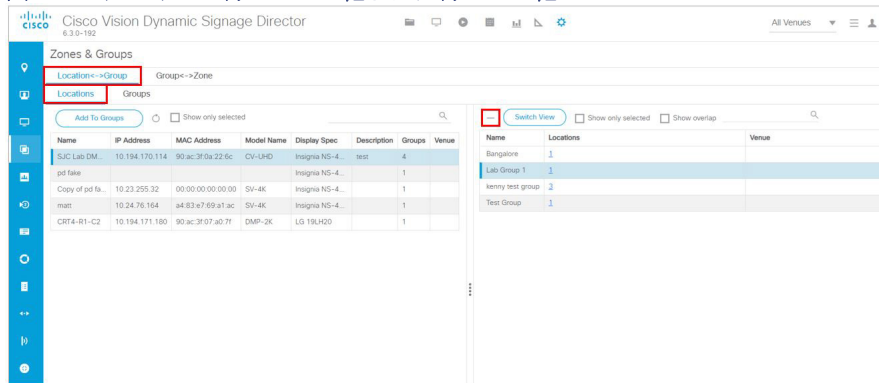 CISCO
Cisco Vision Dynamic Signage Director
6.3.0-192
All Venues
Zones & Groups
Location<->Group Group<->Zone
Locations Groups
Add To Groups Show only selected
Name IP Address MAC Address Model Name Display Spec Description Groups Venue
SJC Lab DM... 10.194.170.114 90:ac:3f:0a:22:6c CV-UHD Insignia NS-4... test 4
pd fake Insignia NS-4... 1
Copy of pd fa... 10.23.255.32 00:00:00:00:00:00 SV-4K Insignia NS-4... 1
matt 10.24.76.164 a4:83:e7:69:a1:ac SV-4K Insignia NS-4... 1
CRT4-R1-C2 10.194.171.180 90:ac:3f:07:a0:7f DMP-2K LG 19LH20 1
Switch View Show only selected Show overlap
Name Locations Venue
Bangalore 1
Lab Group 1 1
kenny test group 3
Test Group 1